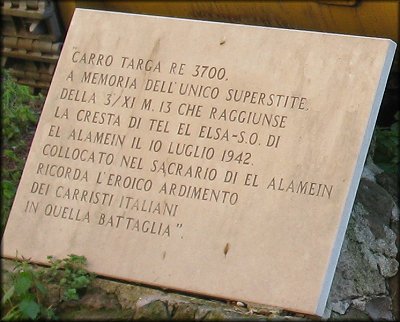 "CARRO TARGA RE 3700.
A MEMORIA DELL'UNICO SUPERSTITE
DELLA 3ª/XI M. 13 CHE RAGGIUNSE
LA CRESTA DI TEL EL ELSA-S.O. DI
EL ALAMEIN IL 10 LUGLIO 1942.
COLLOCATO NEL SACRARIO DI EL ALAMEIN
RICORDA L'EROICO ARDIMENTO
DEI CARRISTI ITALIANI
IN QUELLA BATTAGLIA".